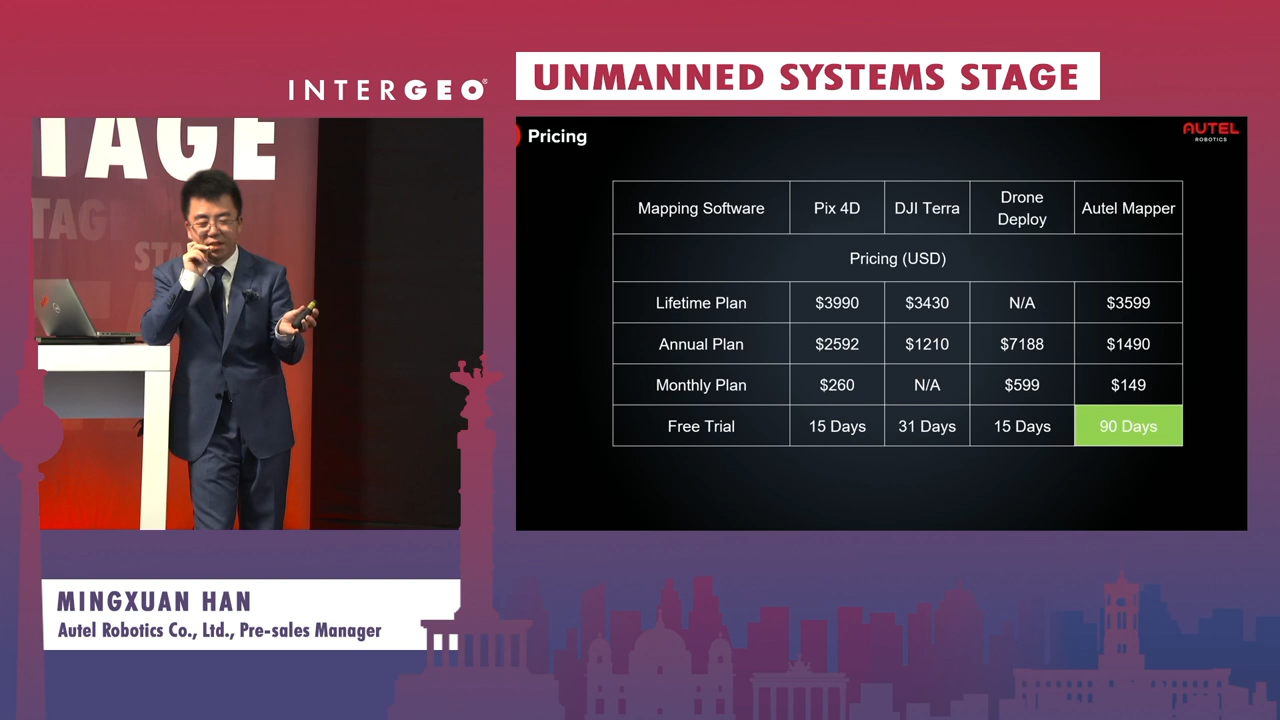 INTERGEO®
UNMANNED SYSTEMS STAGE
TAGE
TAG
STA
Pricing
AUTEL
ROBOTICS
Mapping Software Pix 4D DJI Terra Drone Deploy Autel Mapper
Pricing (USD)
Lifetime Plan $3990 $3430 N/A $3599
Annual Plan $2592 $1210 $7188 $1490
Monthly Plan $260 N/A $599 $149
Free Trial 15 Days 31 Days 15 Days 90 Days
MINGXUAN HAN
Autel Robotics Co., Ltd., Pre-sales Manager